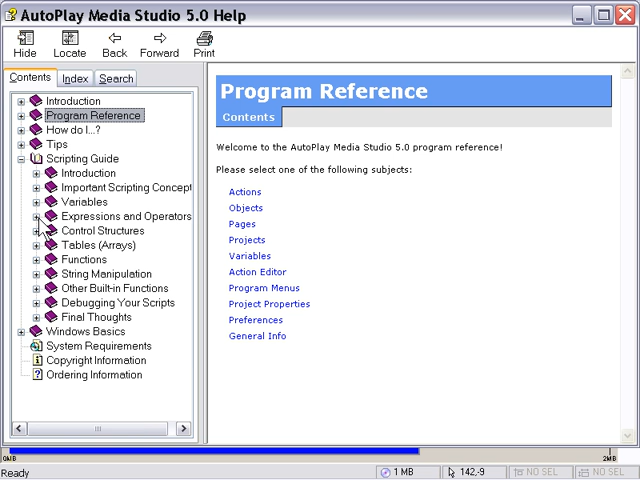 AutoPlay Media Studio 5.0 Help
Hide Locate Back Forward Print
Contents Index Search
Introduction
Program Reference
How do I...?
Tips
Scripting Guide
Introduction
Important Scripting Concept
Variables
Expressions and Operators
Control Structures
Tables (Arrays)
Functions
String Manipulation
Other Built-in Functions
Debugging Your Scripts
Final Thoughts
Windows Basics
System Requirements
Copyright Information
Ordering Information
Program Reference
Contents
Welcome to the AutoPlay Media Studio 5.0 program reference!
Please select one of the following subjects:
Actions
Objects
Pages
Projects
Variables
Action Editor
Program Menus
Project Properties
Preferences
General Info
0MB 2MB
Ready 1 MB 142,-9 NO SEL NO SEL